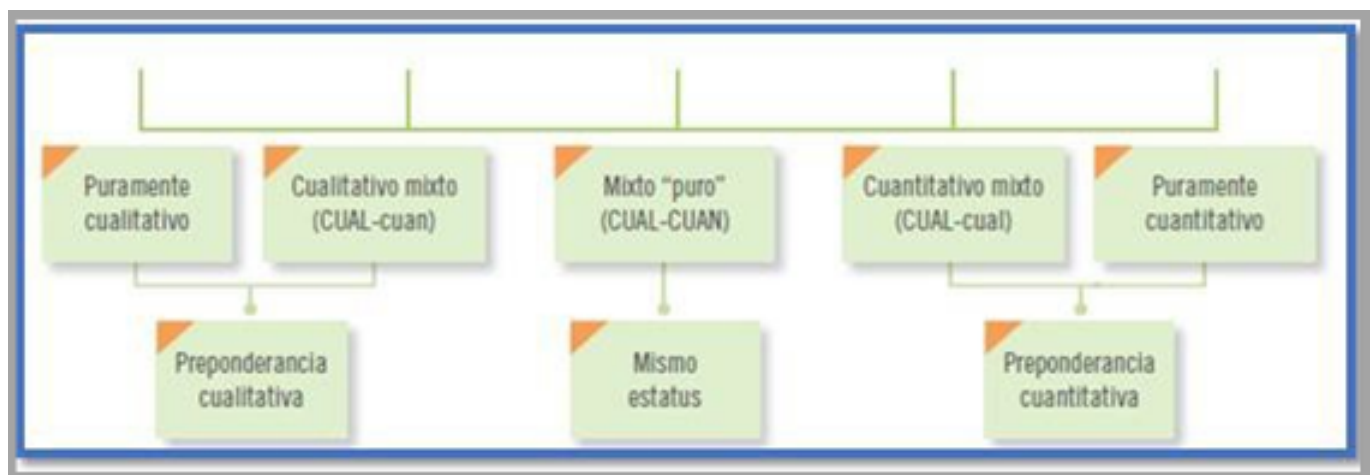 Puramente
cualitativo
Cualitativo mixto
(CUAL-cuan)
Mixto “puro”
(CUAL-CUAN)
Cuantitativo mixto
(CUAL-cual)
Puramente
cuantitativo
Preponderancia
cualitativa
Mismo
estatus
Preponderancia
cuantitativa